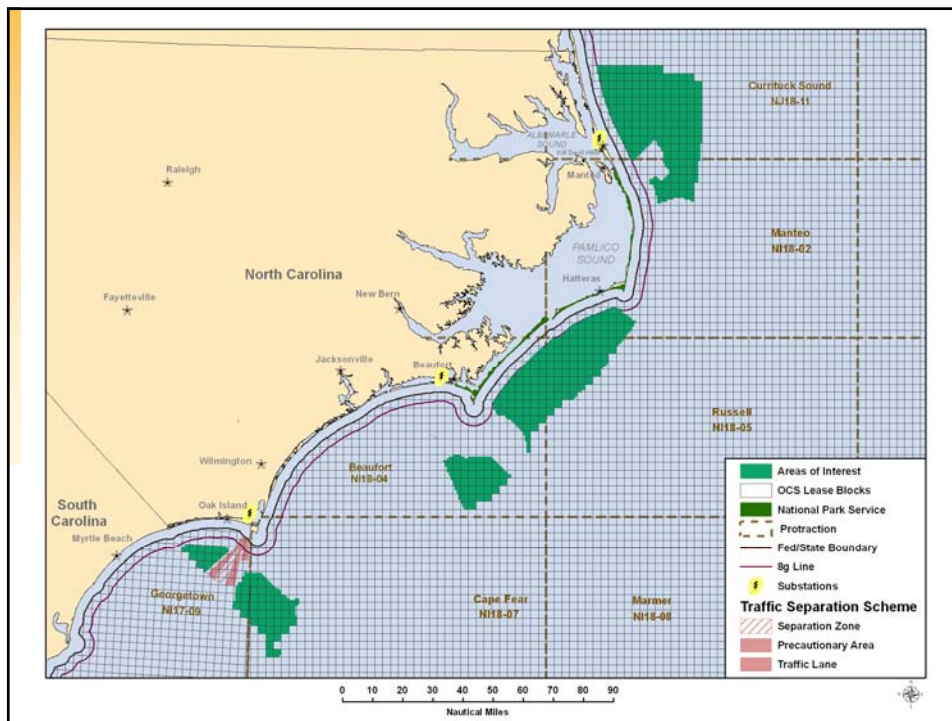 Currituck Sound
NJ18-11
ALBEMARLE
SOUND
Kill Devil Hills
Raleigh
Manteo
Manteo
NI18-02
PAMLICO
SOUND
North Carolina
Hatteras
Fayetteville
New Bern
Jacksonville
Beaufort
Russell
NI18-05
Wilmington
Beaufort
NI18-04
South
Carolina
Oak Island
Myrtle Beach
Georgetown
NI17-09
Cape Fear
NI18-07
Marmer
NI18-08
Areas of Interest
OCS Lease Blocks
National Park Service
Protraction
Fed/State Boundary
8g Line
Substations
Traffic Separation Scheme
Separation Zone
Precautionary Area
Traffic Lane
0 10 20 30 40 50 60 70 80 90
Nautical Miles